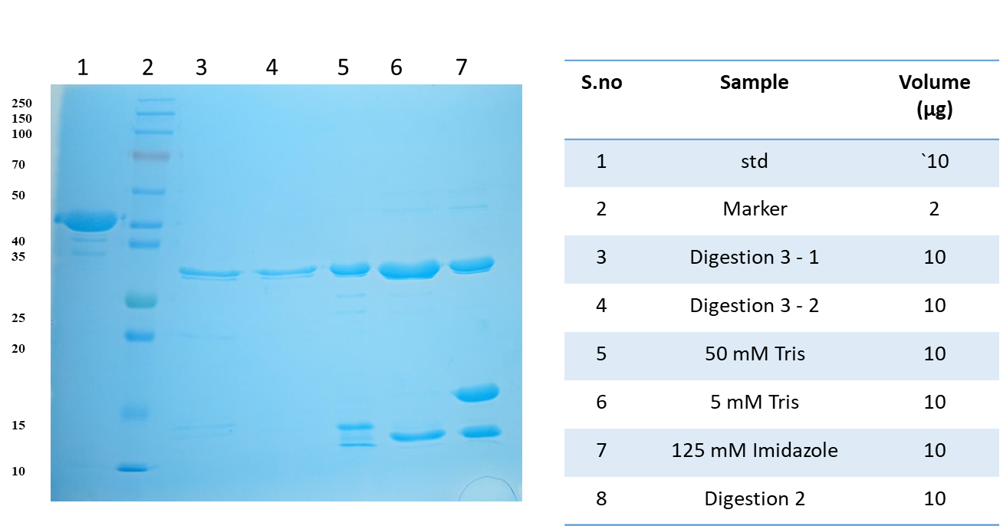 1 2 3 4 5 6 7
250
150
100
70
50
40
35
25
20
15
10
S.no Sample Volume
(µg)
1 std `10
2 Marker 2
3 Digestion 3 - 1 10
4 Digestion 3 - 2 10
5 50 mM Tris 10
6 5 mM Tris 10
7 125 mM Imidazole 10
8 Digestion 2 10